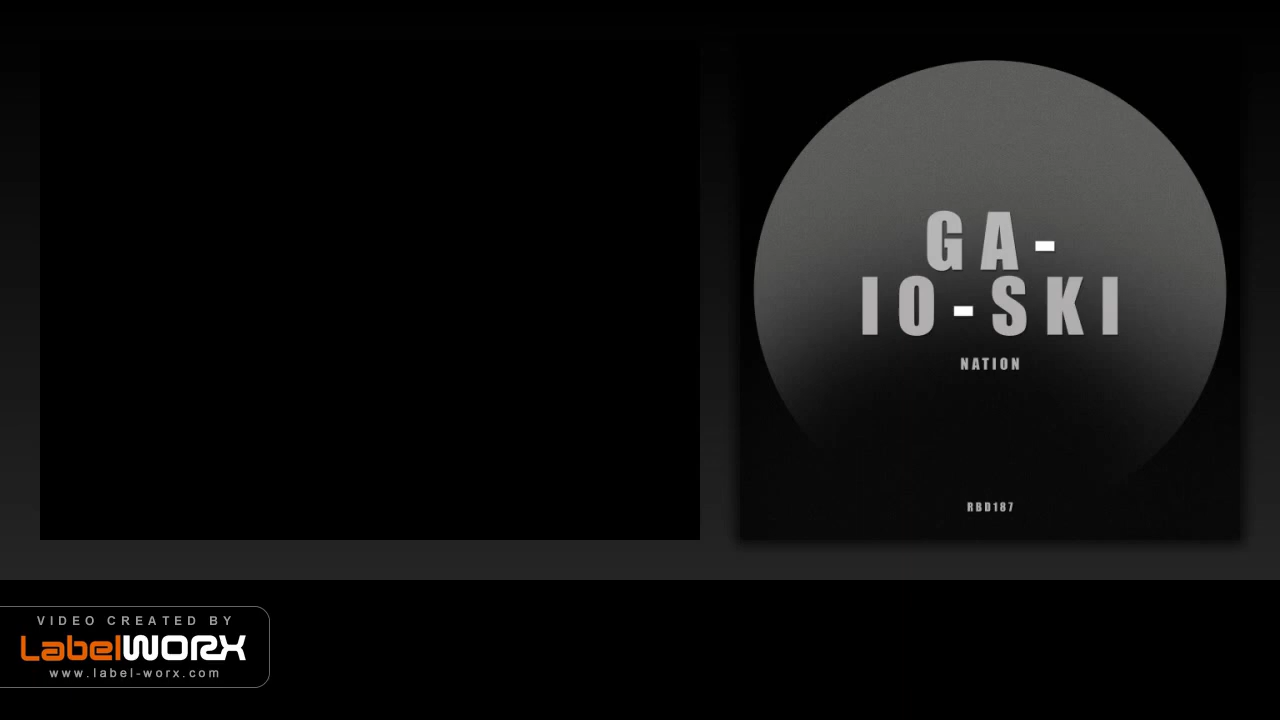 GA-
IO-SKI
NATION
RBD187
VIDEO CREATED BY
LabelWORX
www.label-worx.com